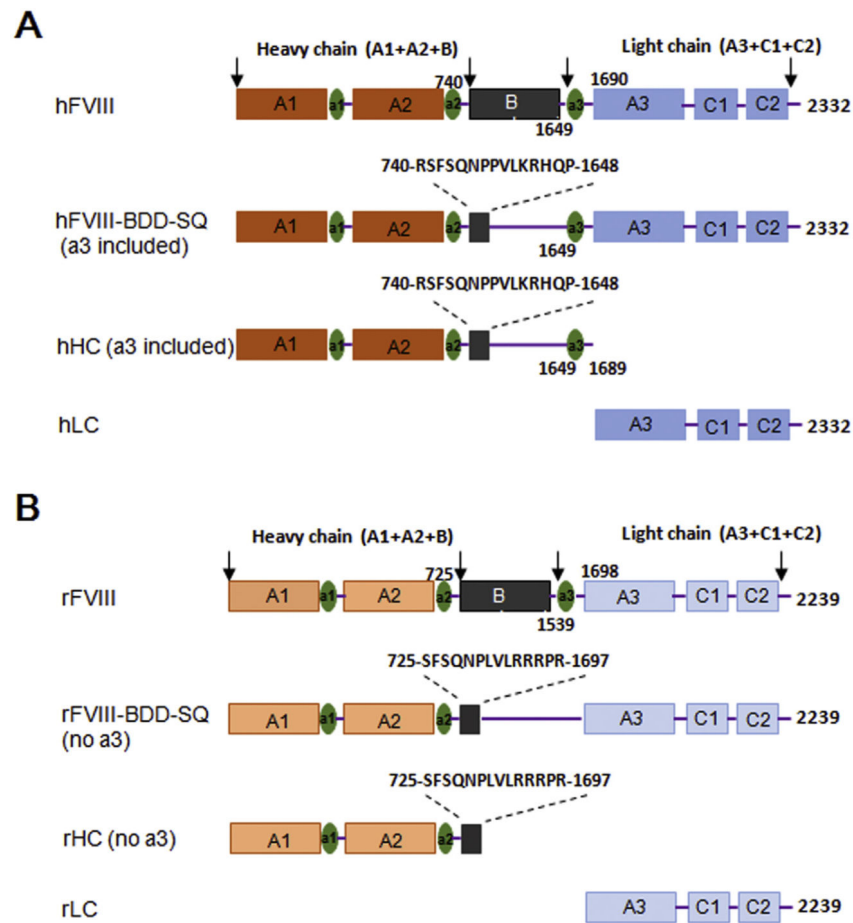 A
Heavy chain (A1+A2+B)
Light chain (A3+C1+C2)
740
1690
hFVIII
A1 a1 A2 a2 B a3 A3 C1 C2 2332
1649
740-RSFSQNPPVLKRHQP-1648
hFVIII-BDD-SQ
(a3 included)
A1 a1 A2 a2 a3 A3 C1 C2 2332
1649
740-RSFSQNPPVLKRHQP-1648
hHC (a3 included)
A1 a1 A2 a2 a3
1649 1689
hLC
A3 C1 C2 2332
B
Heavy chain (A1+A2+B)
Light chain (A3+C1+C2)
725
1698
rFVIII
A1 a1 A2 a2 B a3 A3 C1 C2 2239
1539
725-SFSQNPLVLRRRPR-1697
rFVIII-BDD-SQ
(no a3)
A1 a1 A2 a2 A3 C1 C2 2239
725-SFSQNPLVLRRRPR-1697
rHC (no a3)
A1 a1 A2 a2
rLC
A3 C1 C2 2239